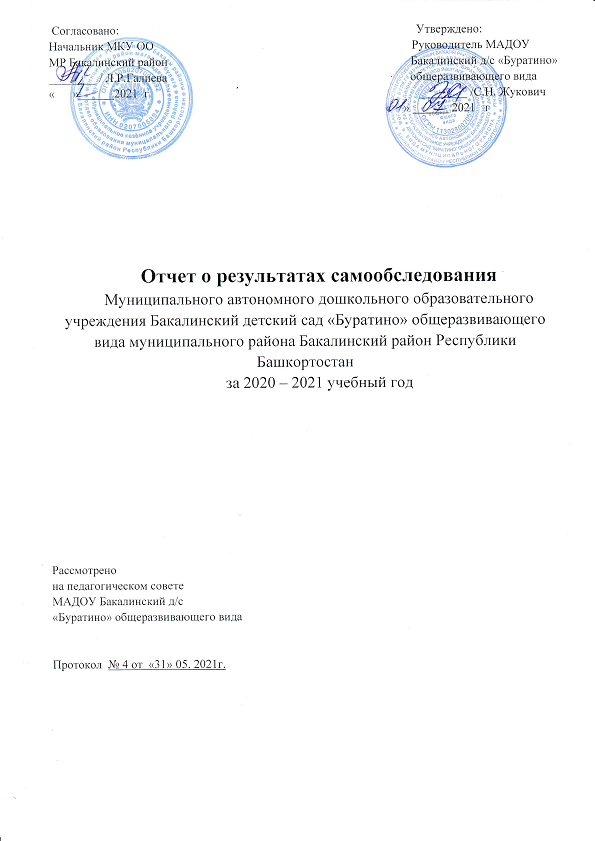 Согласовано:
Начальник МКУ ОО
МР Бакалинский район
/ Л.Р.Галиева
« » 2021 г
Утверждено:
Руководитель МАДОУ
Бакалинский д/с «Буратино»
общеразвивающего вида
/С.Н. Жукович
01 » 2021 г
Отчет о результатах самообследования
Муниципального автономного дошкольного образовательного
учреждения Бакалинский детский сад «Буратино» общеразвивающего
вида муниципального района Бакалинский район Республики
Башкортостан
за 2020 – 2021 учебный год
Рассмотрено
на педагогическом совете
МАДОУ Бакалинский д/с
«Буратино» общеразвивающего вида
Протокол № 4 от «31» 05. 2021г.